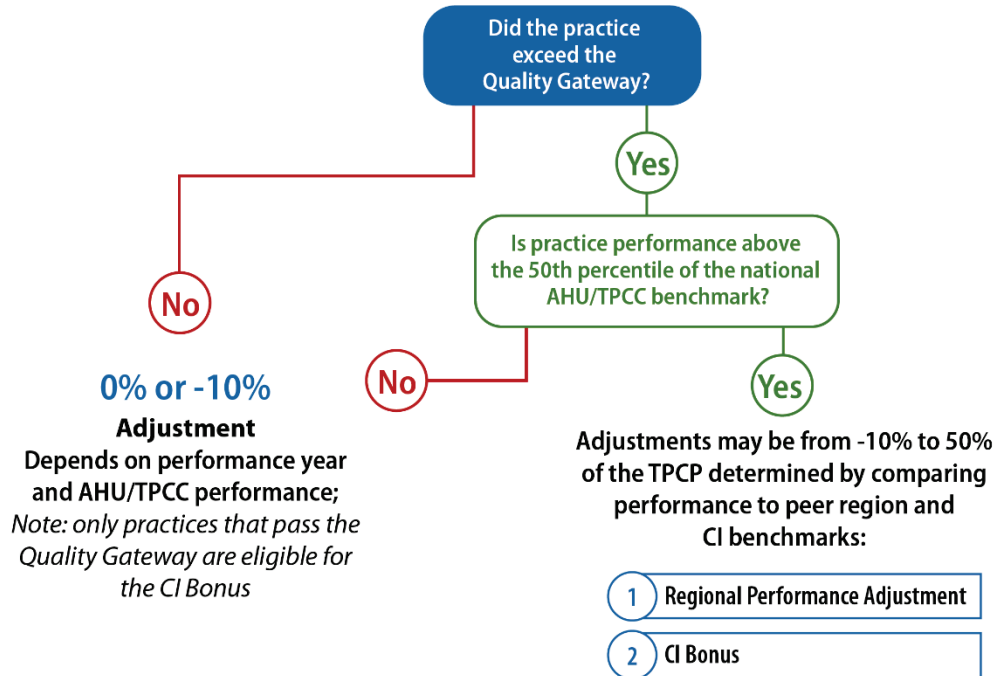 Did the practice
exceed the
Quality Gateway?
Yes
Is practice performance above
the 50th percentile of the national
AHU/TPCC benchmark?
No
No
Yes
0% or -10%
Adjustment
Depends on performance year
and AHU/TPCC performance;
Note: only practices that pass the
Quality Gateway are eligible for
the CI Bonus
Adjustments may be from -10% to 50%
of the TPCP determined by comparing
performance to peer region and
CI benchmarks:
1 Regional Performance Adjustment
2 CI Bonus